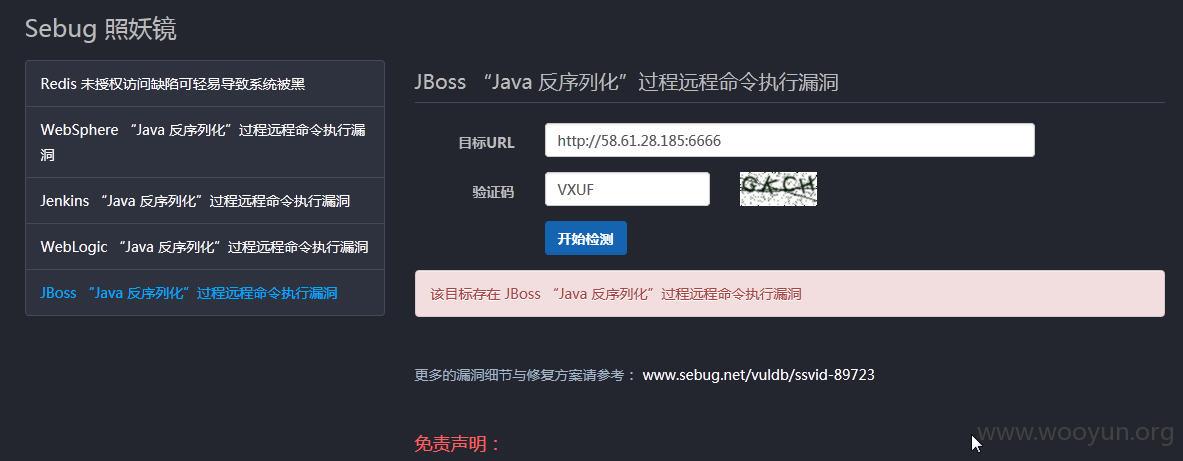 Sebug 照妖镜
Redis 未授权访问缺陷可轻易导致系统被黑
WebSphere “Java 反序列化”过程远程命令执行漏
洞
Jenkins “Java 反序列化”过程远程命令执行漏洞
WebLogic “Java 反序列化”过程远程命令执行漏洞
JBoss “Java 反序列化”过程远程命令执行漏洞
JBoss “Java 反序列化”过程远程命令执行漏洞
目标URL http://58.61.28.185:6666
验证码 VXUF GKCH
开始检测
该目标存在 JBoss “Java 反序列化”过程远程命令执行漏洞
更多的漏洞细节与修复方案请参考： www.sebug.net/vuldb/ssvid-89723
免责声明：
www.wooyun.org